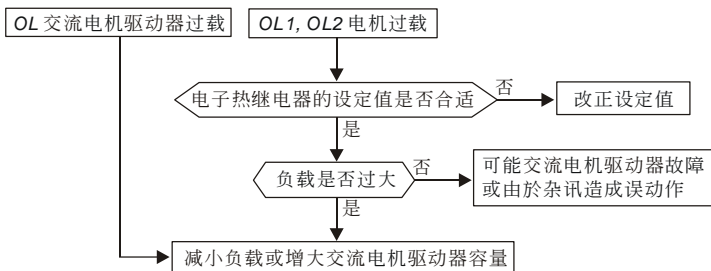 OL 交流电机驱动器过载
OL1, OL2 电机过载
电子热继电器的设定值是否合适
否
改正设定值
是
负载是否过大
否
可能交流电机驱动器故障
或由於杂讯造成误动作
是
减小负载或增大交流电机驱动器容量